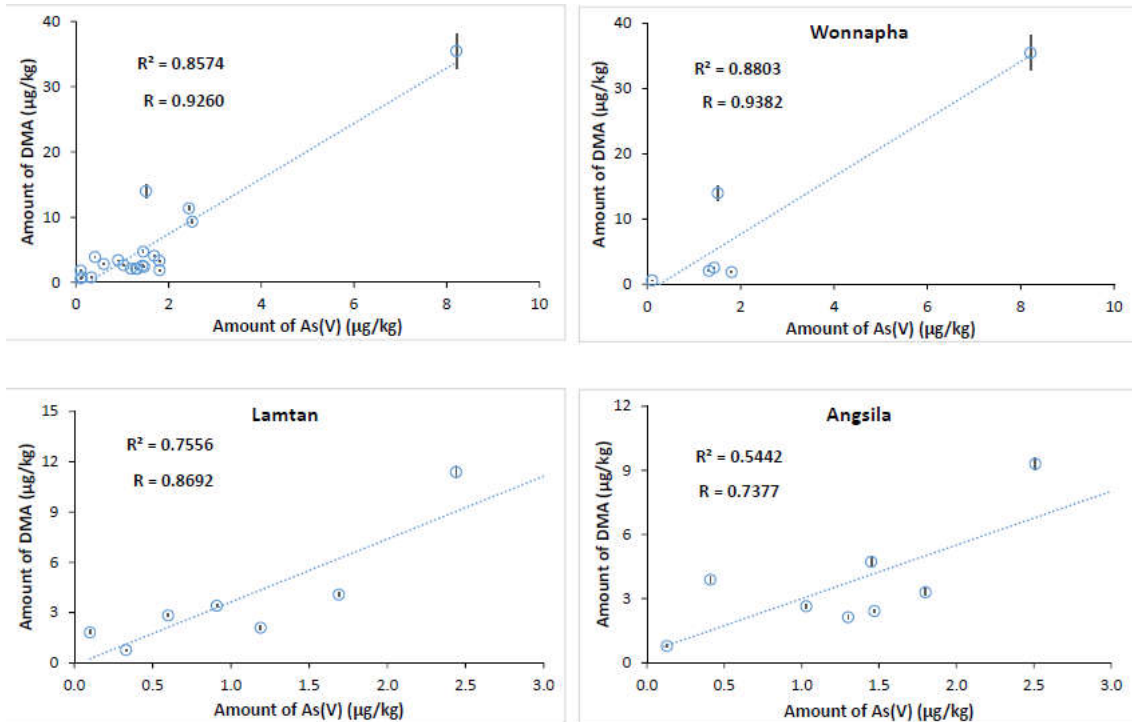 Amount of DMA (µg/kg)
40
30
20
10
0
R² = 0.8574
R = 0.9260
0 2 4 6 8 10
Amount of As(V) (µg/kg)
Wonnapha
Amount of DMA (µg/kg)
40
30
20
10
0
R² = 0.8803
R = 0.9382
0 2 4 6 8 10
Amount of As(V) (µg/kg)
Lamtan
Amount of DMA (µg/kg)
15
12
9
6
3
0
R² = 0.7556
R = 0.8692
0.0 0.5 1.0 1.5 2.0 2.5 3.0
Amount of As(V) (µg/kg)
Angsila
Amount of DMA (µg/kg)
12
9
6
3
0
R² = 0.5442
R = 0.7377
0.0 0.5 1.0 1.5 2.0 2.5 3.0
Amount of As(V) (µg/kg)